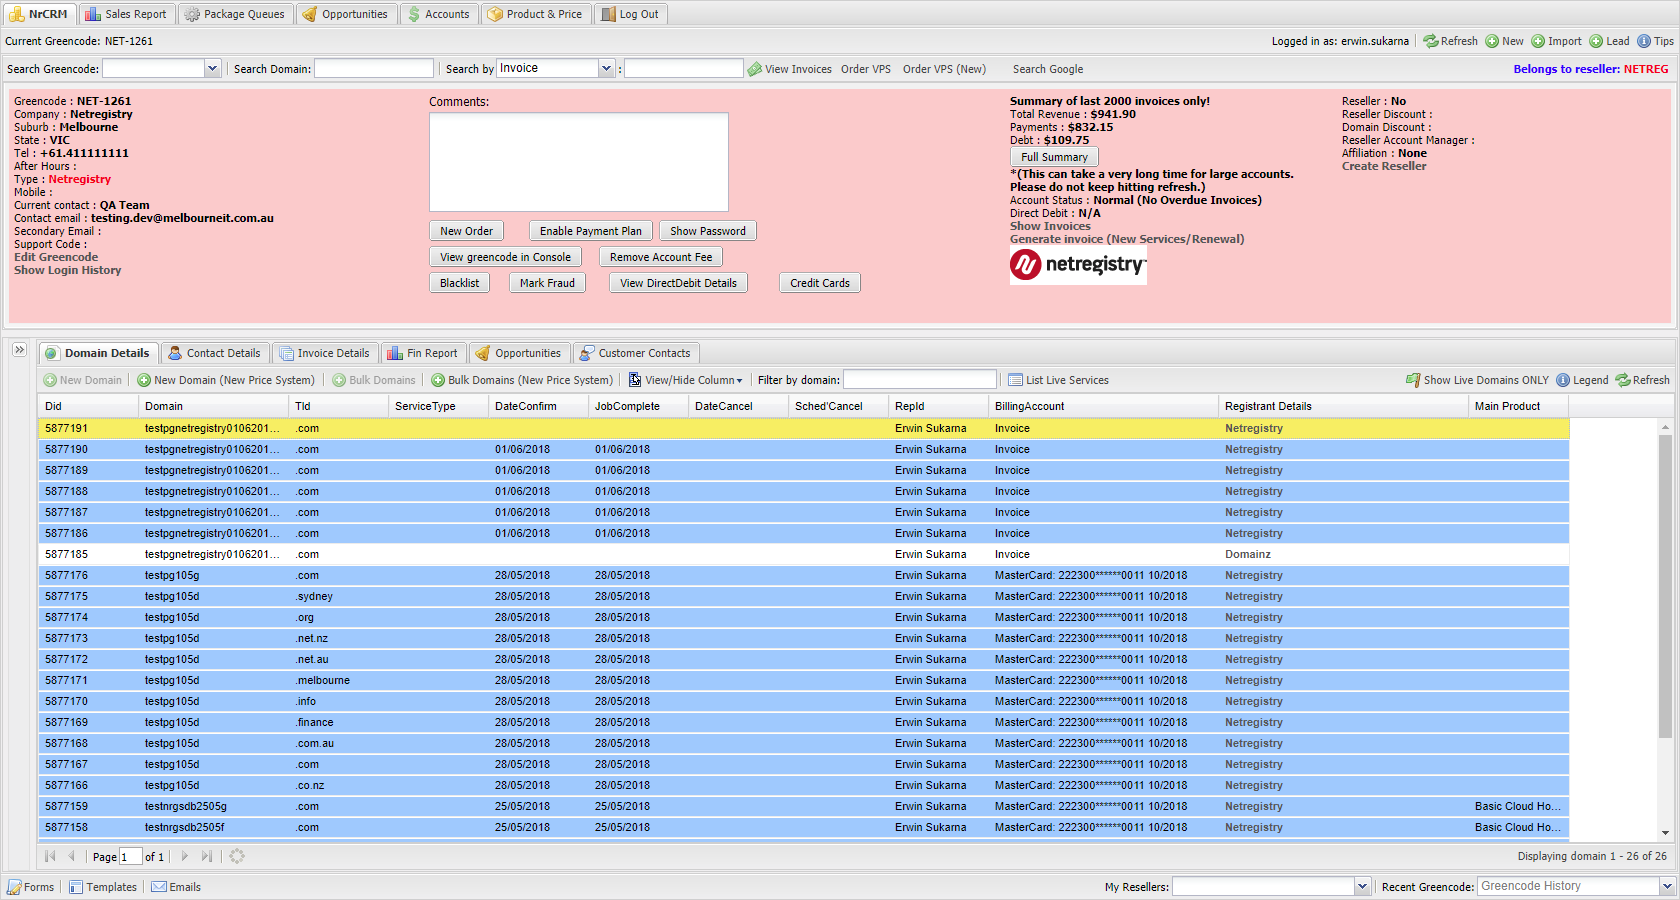 NrCRM Sales Report Package Queues Opportunities Accounts Product & Price Log Out
Current Greencode: NET-1261 Logged in as: erwin.sukarna Refresh New Import Lead Tips
Search Greencode: Search Domain: Search by Invoice : View Invoices Order VPS Order VPS (New) Search Google Belongs to reseller: NETREG
Greencode : NET-1261
Company : Netregistry
Suburb : Melbourne
State : VIC
Tel : +61.411111111
After Hours :
Type : Netregistry
Mobile :
Current contact : QA Team
Contact email : testing.dev@melbourneit.com.au
Secondary Email :
Support Code :
Edit Greencode
Show Login History
Comments:
New Order Enable Payment Plan Show Password
View greencode in Console Remove Account Fee
Blacklist Mark Fraud View DirectDebit Details Credit Cards
Summary of last 2000 invoices only!
Total Revenue : $941.90
Payments : $832.15
Debt : $109.75
Full Summary
*(This can take a very long time for large accounts.
Please do not keep hitting refresh.)
Account Status : Normal (No Overdue Invoices)
Direct Debit : N/A
Show Invoices
Generate invoice (New Services/Renewal)
netregistry
Reseller : No
Reseller Discount :
Domain Discount :
Reseller Account Manager :
Affiliation : None
Create Reseller
Domain Details Contact Details Invoice Details Fin Report Opportunities Customer Contacts
New Domain New Domain (New Price System) Bulk Domains Bulk Domains (New Price System) View/Hide Column Filter by domain: List Live Services Show Live Domains ONLY Legend Refresh
Did Domain Tld ServiceType DateConfirm JobComplete DateCancel Sched'Cancel RepId BillingAccount Registrant Details Main Product
5877191 testpgnetregistry0106201... .com Erwin Sukarna Invoice Netregistry
5877190 testpgnetregistry0106201... .com 01/06/2018 01/06/2018 Erwin Sukarna Invoice Netregistry
5877189 testpgnetregistry0106201... .com 01/06/2018 01/06/2018 Erwin Sukarna Invoice Netregistry
5877188 testpgnetregistry0106201... .com 01/06/2018 01/06/2018 Erwin Sukarna Invoice Netregistry
5877187 testpgnetregistry0106201... .com 01/06/2018 01/06/2018 Erwin Sukarna Invoice Netregistry
5877186 testpgnetregistry0106201... .com 01/06/2018 01/06/2018 Erwin Sukarna Invoice Netregistry
5877185 testpgnetregistry0106201... .com Erwin Sukarna Invoice Domainz
5877176 testpg105g .com 28/05/2018 28/05/2018 Erwin Sukarna MasterCard: 222300******0011 10/2018 Netregistry
5877175 testpg105d .sydney 28/05/2018 28/05/2018 Erwin Sukarna MasterCard: 222300******0011 10/2018 Netregistry
5877174 testpg105d .org 28/05/2018 28/05/2018 Erwin Sukarna MasterCard: 222300******0011 10/2018 Netregistry
5877173 testpg105d .net.nz 28/05/2018 28/05/2018 Erwin Sukarna MasterCard: 222300******0011 10/2018 Netregistry
5877172 testpg105d .net.au 28/05/2018 28/05/2018 Erwin Sukarna MasterCard: 222300******0011 10/2018 Netregistry
5877171 testpg105d .melbourne 28/05/2018 28/05/2018 Erwin Sukarna MasterCard: 222300******0011 10/2018 Netregistry
5877170 testpg105d .info 28/05/2018 28/05/2018 Erwin Sukarna MasterCard: 222300******0011 10/2018 Netregistry
5877169 testpg105d .finance 28/05/2018 28/05/2018 Erwin Sukarna MasterCard: 222300******0011 10/2018 Netregistry
5877168 testpg105d .com.au 28/05/2018 28/05/2018 Erwin Sukarna MasterCard: 222300******0011 10/2018 Netregistry
5877167 testpg105d .com 28/05/2018 28/05/2018 Erwin Sukarna MasterCard: 222300******0011 10/2018 Netregistry
5877166 testpg105d .co.nz 28/05/2018 28/05/2018 Erwin Sukarna MasterCard: 222300******0011 10/2018 Netregistry
5877159 testnrgsdb2505g .com 25/05/2018 25/05/2018 Erwin Sukarna MasterCard: 222300******0011 10/2018 Netregistry Basic Cloud Ho...
5877158 testnrgsdb2505f .com 25/05/2018 25/05/2018 Erwin Sukarna MasterCard: 222300******0011 10/2018 Netregistry Basic Cloud Ho...
Page 1 of 1 Displaying domain 1 - 26 of 26
Forms Templates Emails My Resellers: Recent Greencode: Greencode History